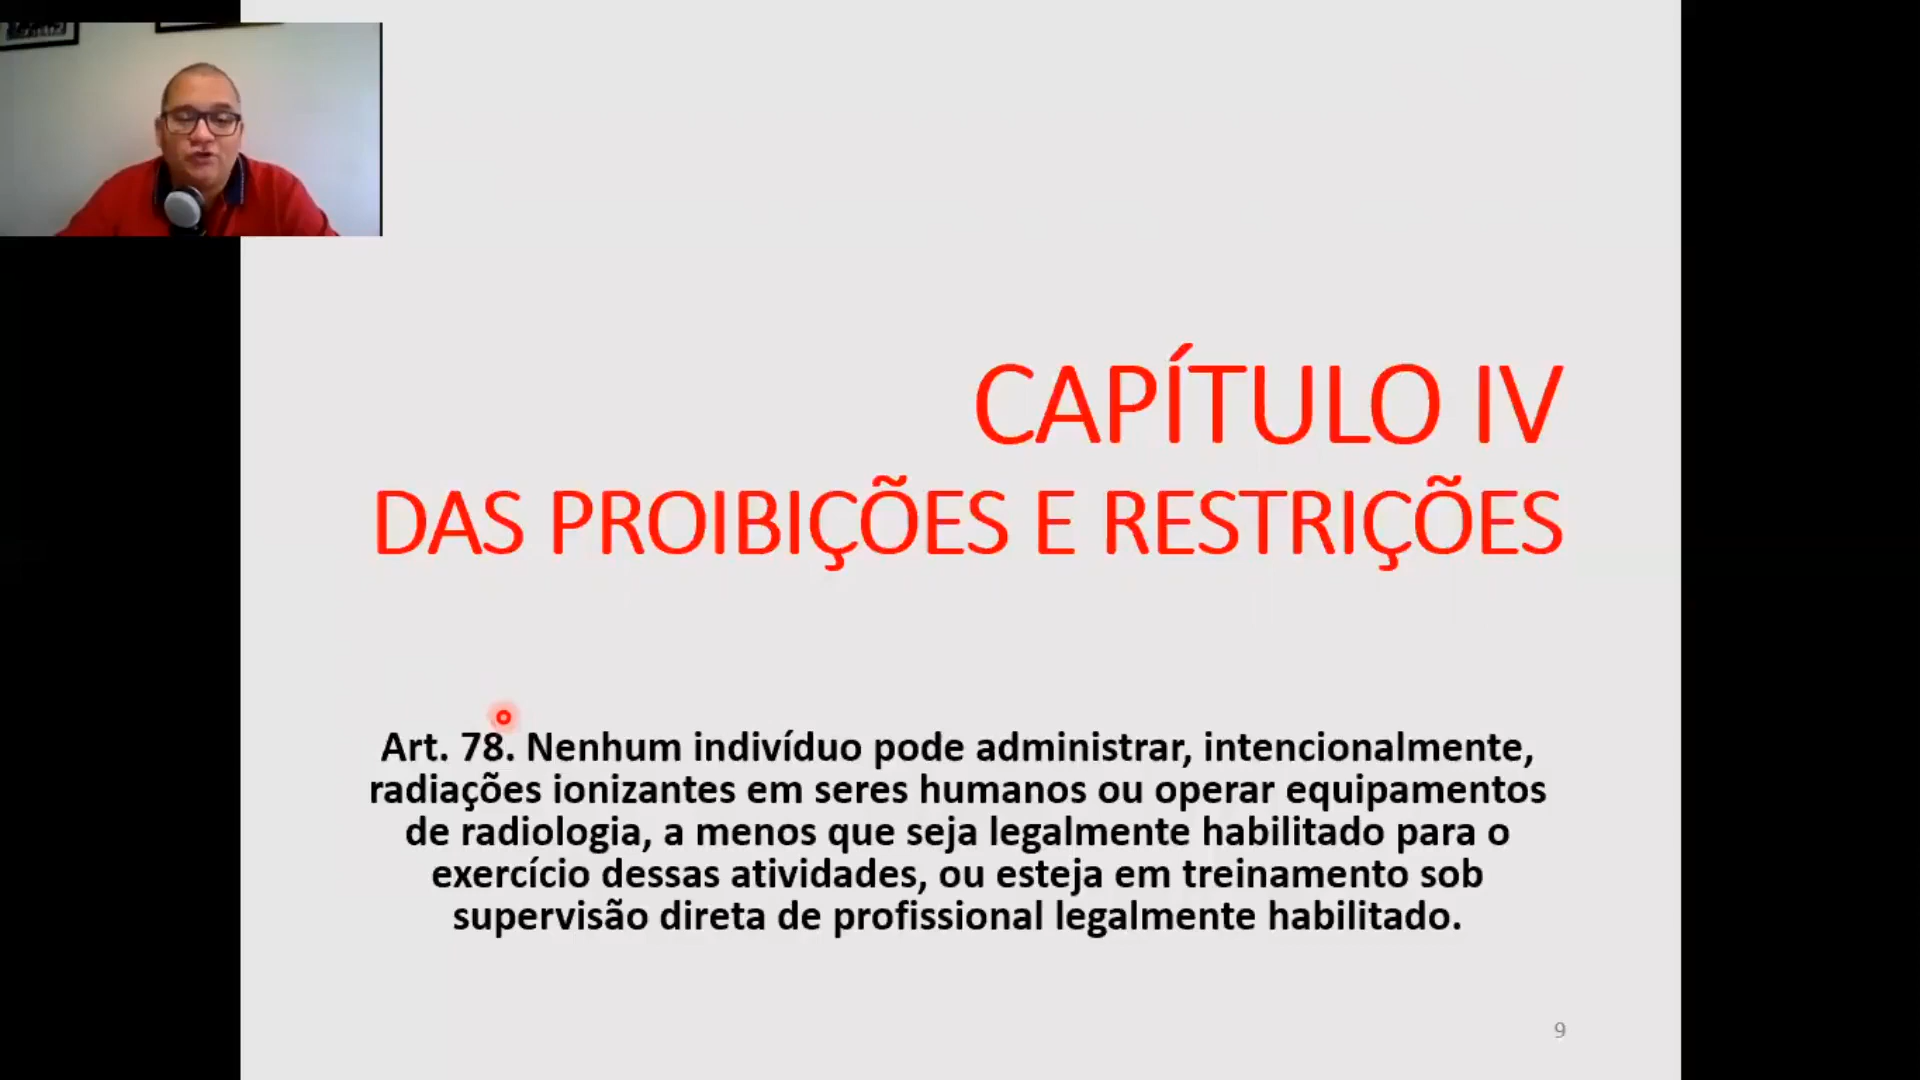 CAPÍTULO IV
DAS PROIBIÇÕES E RESTRIÇÕES
Art. 78. Nenhum indivíduo pode administrar, intencionalmente,
radiações ionizantes em seres humanos ou operar equipamentos
de radiologia, a menos que seja legalmente habilitado para o
exercício dessas atividades, ou esteja em treinamento sob
supervisão direta de profissional legalmente habilitado.
9